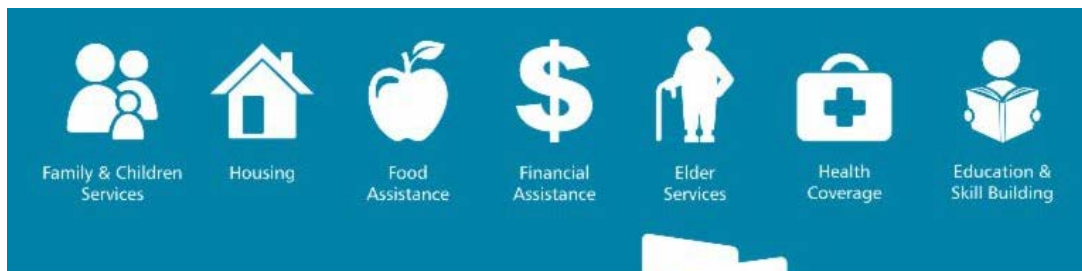 Family & Children
Services
Housing
Food
Assistance
Financial
Assistance
Elder
Services
Health
Coverage
Education &
Skill Building